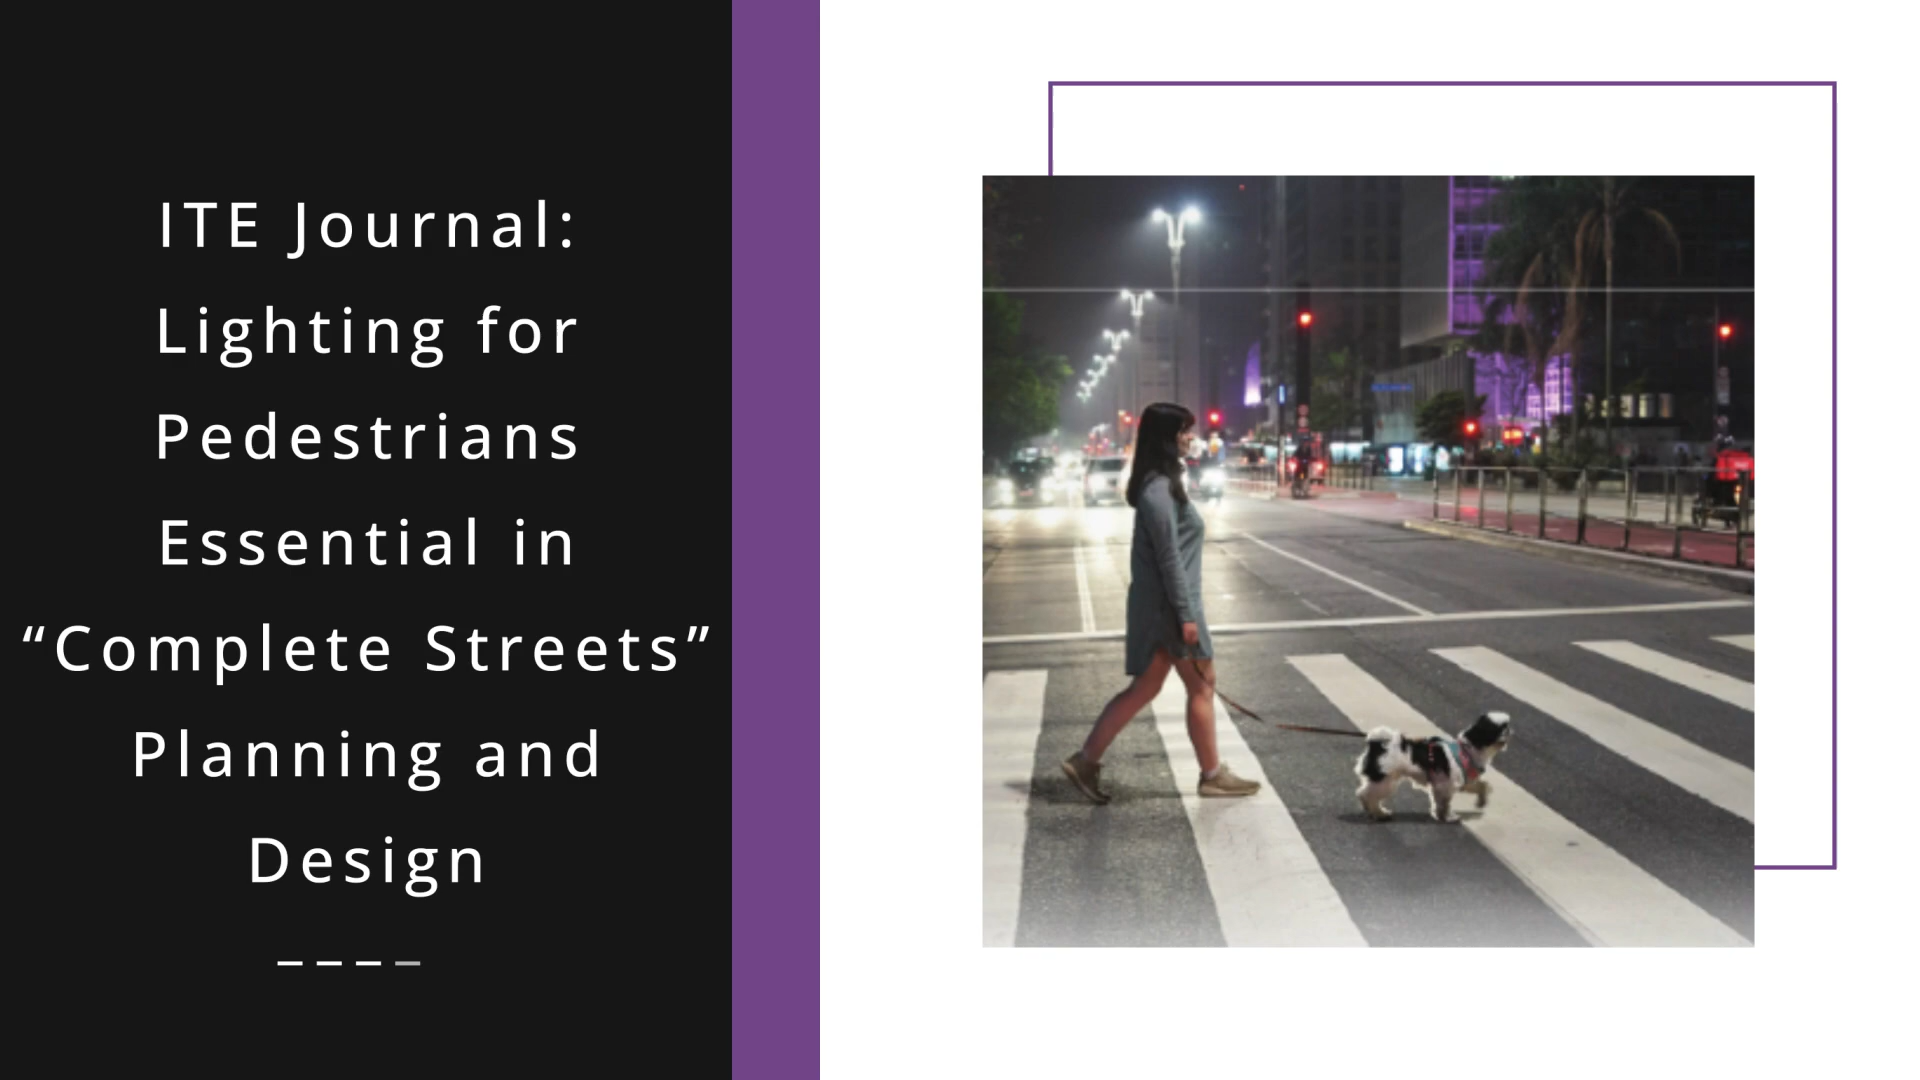 ITE Journal:
Lighting for
Pedestrians
Essential in
“Complete Streets”
Planning and
Design